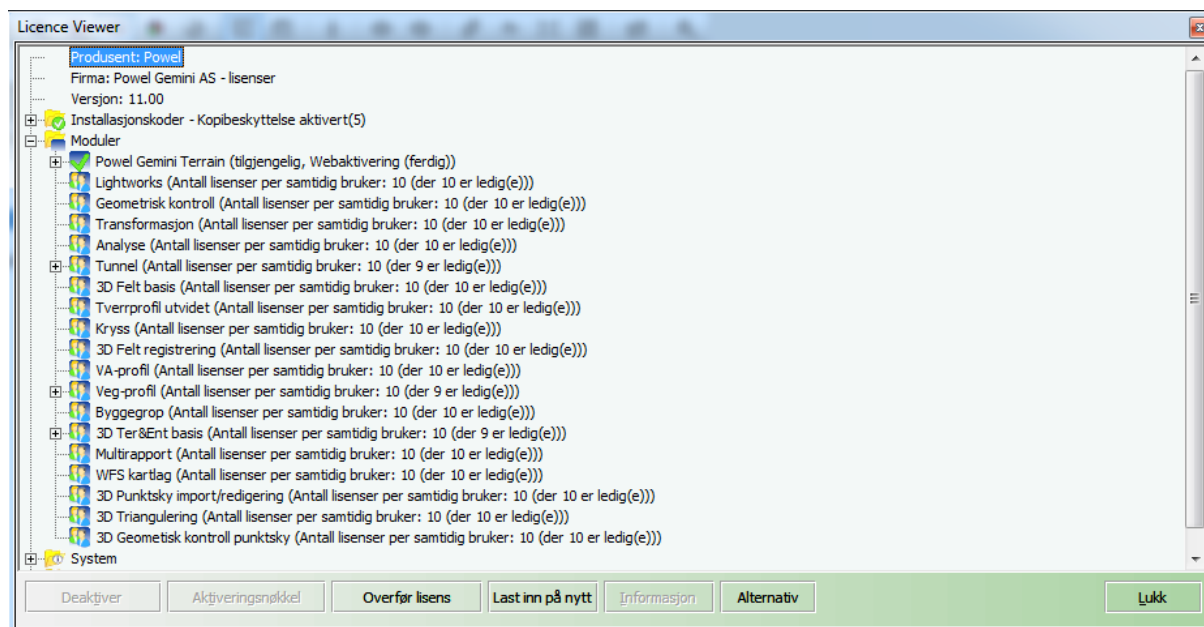 Licence Viewer
Produsent: Powel
Firma: Powel Gemini AS - lisenser
Versjon: 11.00
Installasjonskoder - Kopibeskyttelse aktivert(5)
Moduler
Powel Gemini Terrain (tilgjengelig, Webaktivering (ferdig))
Lightworks (Antall lisenser per samtidig bruker: 10 (der 10 er ledig(e)))
Geometrisk kontroll (Antall lisenser per samtidig bruker: 10 (der 10 er ledig(e)))
Transformasjon (Antall lisenser per samtidig bruker: 10 (der 10 er ledig(e)))
Analyse (Antall lisenser per samtidig bruker: 10 (der 10 er ledig(e)))
Tunnel (Antall lisenser per samtidig bruker: 10 (der 9 er ledig(e)))
3D Felt basis (Antall lisenser per samtidig bruker: 10 (der 10 er ledig(e)))
Tverrprofil utvidet (Antall lisenser per samtidig bruker: 10 (der 10 er ledig(e)))
Kryss (Antall lisenser per samtidig bruker: 10 (der 10 er ledig(e)))
3D Felt registrering (Antall lisenser per samtidig bruker: 10 (der 10 er ledig(e)))
VA-profil (Antall lisenser per samtidig bruker: 10 (der 10 er ledig(e)))
Veg-profil (Antall lisenser per samtidig bruker: 10 (der 9 er ledig(e)))
Byggegrop (Antall lisenser per samtidig bruker: 10 (der 10 er ledig(e)))
3D Ter&Ent basis (Antall lisenser per samtidig bruker: 10 (der 9 er ledig(e)))
Multirapport (Antall lisenser per samtidig bruker: 10 (der 10 er ledig(e)))
WFS kartlag (Antall lisenser per samtidig bruker: 10 (der 10 er ledig(e)))
3D Punktsky import/redigering (Antall lisenser per samtidig bruker: 10 (der 10 er ledig(e)))
3D Triangulering (Antall lisenser per samtidig bruker: 10 (der 10 er ledig(e)))
3D Geometisk kontroll punktsky (Antall lisenser per samtidig bruker: 10 (der 10 er ledig(e)))
System
Deaktiver Aktiveringsnøkkel Overfør lisens Last inn på nytt Informasjon Alternativ Lukk